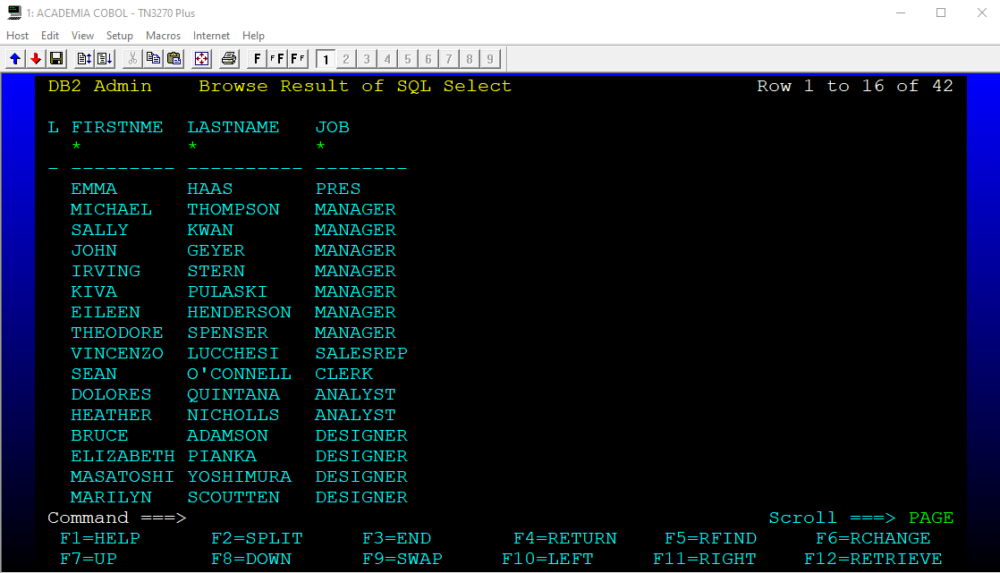 1: ACADEMIA COBOL - TN3270 Plus
Host Edit View Setup Macros Internet Help
F FF FF 1 2 3 4 5 6 7 8 9
DB2 Admin Browse Result of SQL Select Row 1 to 16 of 42
L FIRSTNME LASTNAME JOB
* * *
- --------- ---------- --------
EMMA HAAS PRES
MICHAEL THOMPSON MANAGER
SALLY KWAN MANAGER
JOHN GEYER MANAGER
IRVING STERN MANAGER
KIVA PULASKI MANAGER
EILEEN HENDERSON MANAGER
THEODORE SPENSER MANAGER
VINCENZO LUCCHESI SALESREP
SEAN O'CONNELL CLERK
DOLORES QUINTANA ANALYST
HEATHER NICHOLLS ANALYST
BRUCE ADAMSON DESIGNER
ELIZABETH PIANKA DESIGNER
MASATOSHI YOSHIMURA DESIGNER
MARILYN SCOUTTEN DESIGNER
Command ===> Scroll ===> PAGE
F1=HELP F2=SPLIT F3=END F4=RETURN F5=RFIND F6=RCHANGE
F7=UP F8=DOWN F9=SWAP F10=LEFT F11=RIGHT F12=RETRIEVE